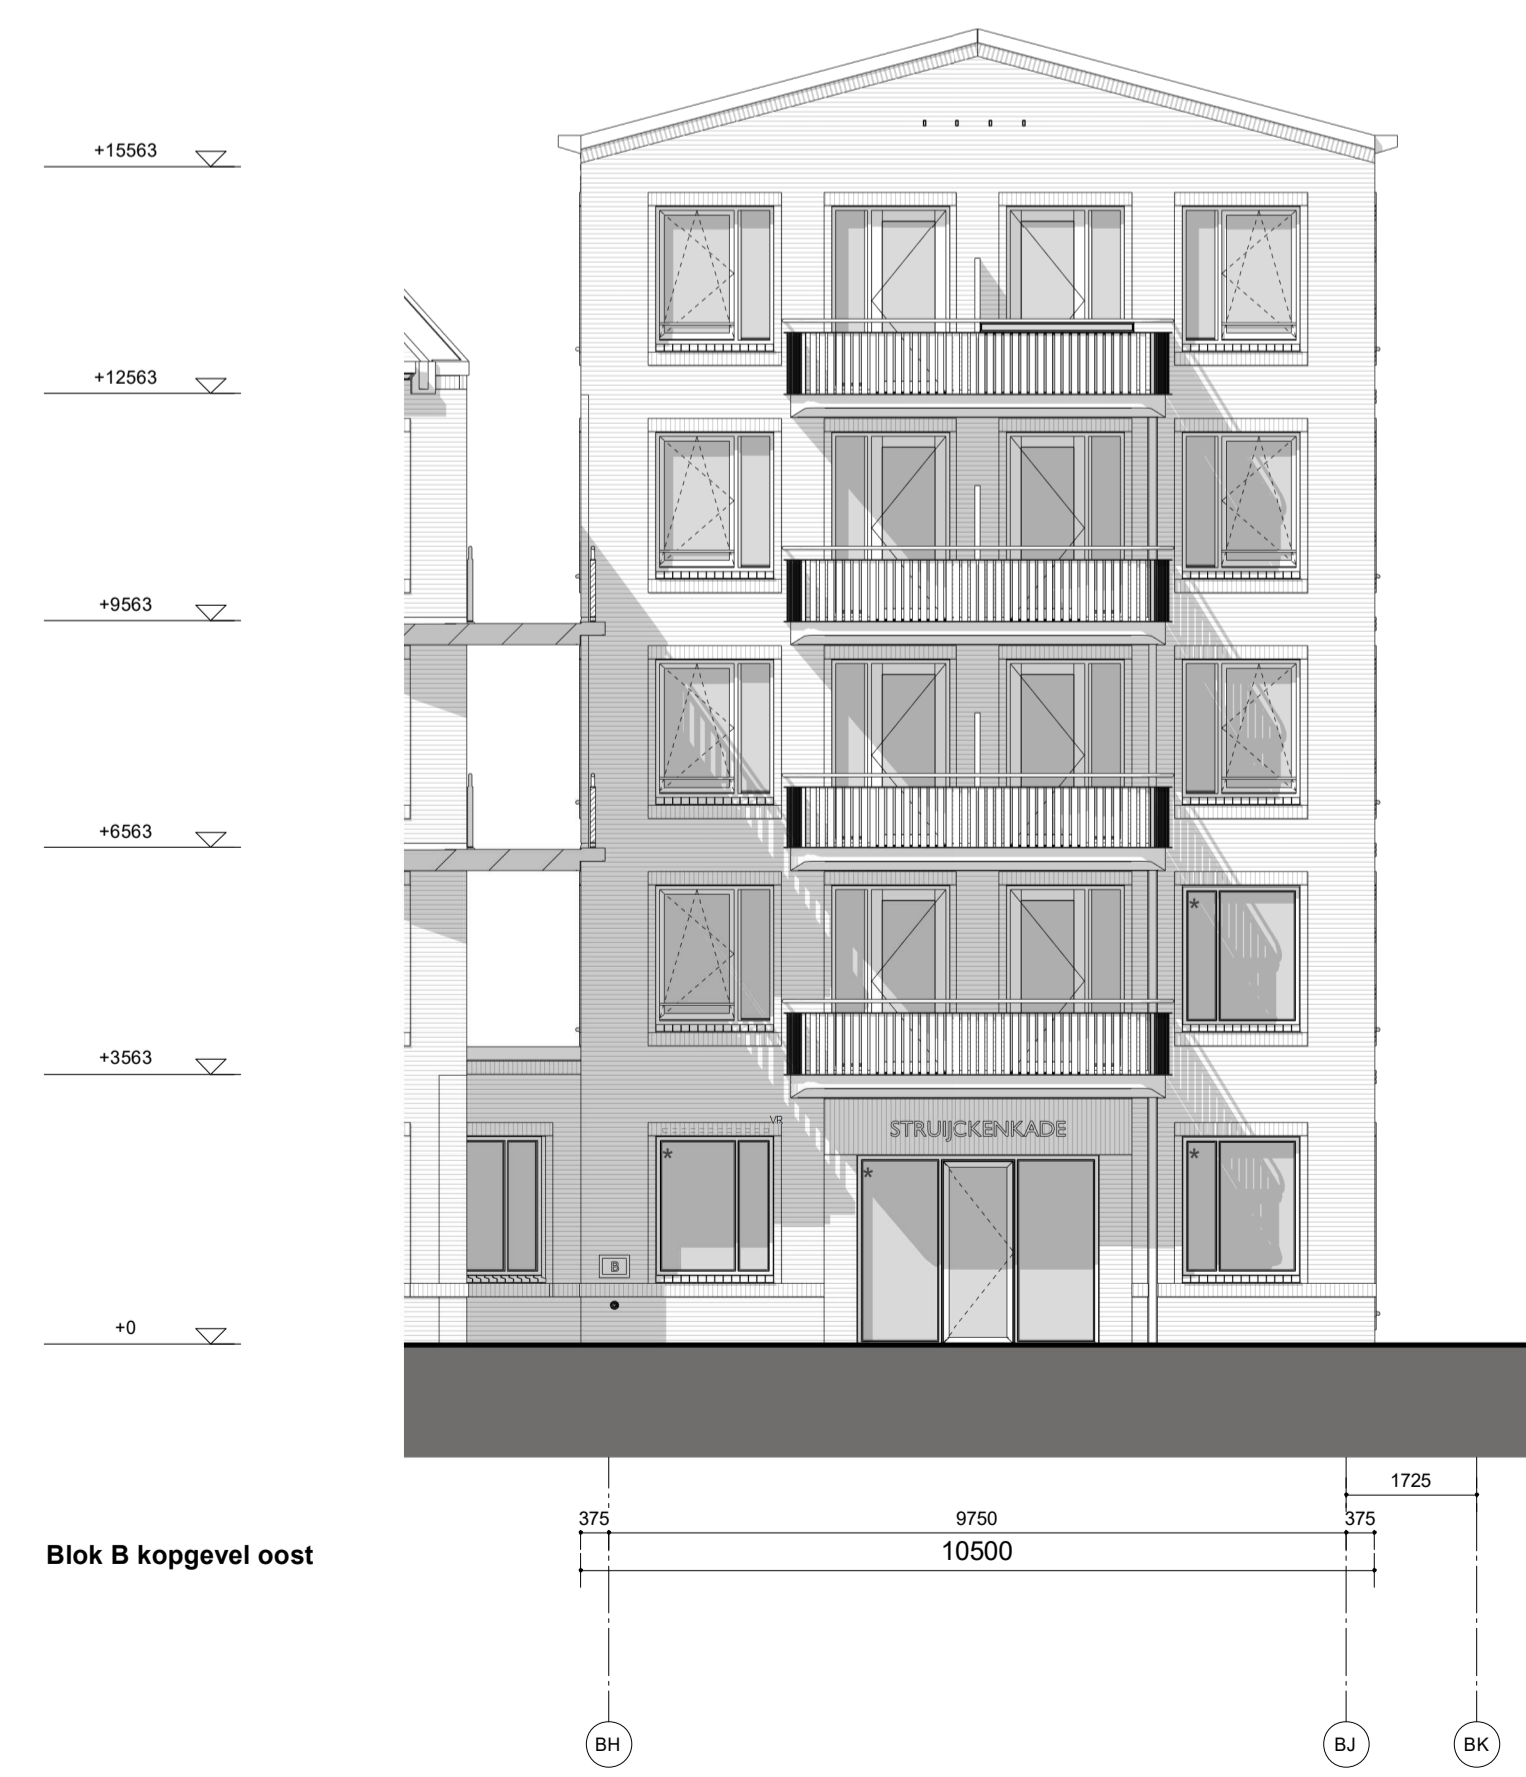 +15563
+12563
+9563
+6563
*
+3563
VR
STRUIJCKENKADE
*
*
*
B
+0
1725
375
9750
375
10500
Blok B kopgevel oost
BH
BJ
BK